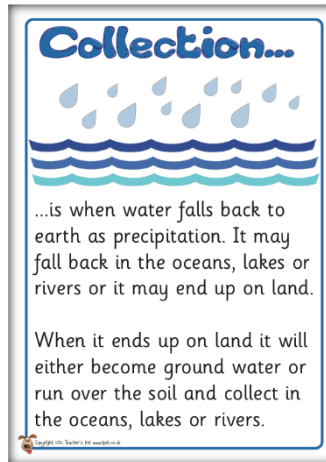 Collection...
...is when water falls back to
earth as precipitation. It may
fall back in the oceans, lakes or
rivers or it may end up on land.
When it ends up on land it will
either become ground water or
run over the soil and collect in
the oceans, lakes or rivers.
Teacher's Pet